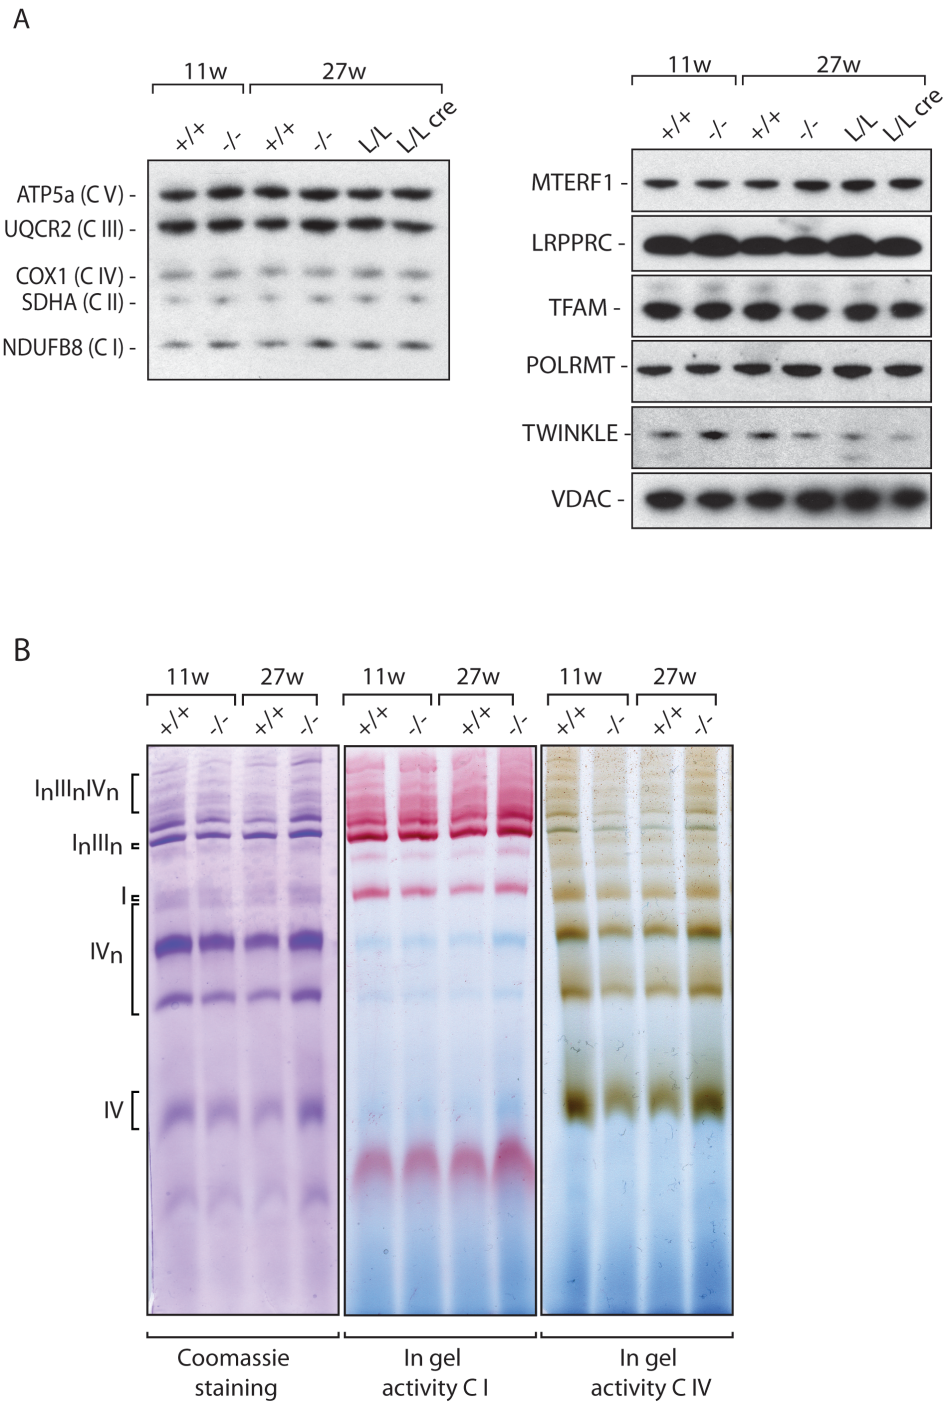 A
11w 27w
+/+ -/- +/+ -/- L/L L/L cre
ATP5a (C V) -
UQCR2 (C III) -
COX1 (C IV) -
SDHA (C II) -
NDUFB8 (C I) -
11w 27w
+/+ -/- +/+ -/- L/L L/L cre
MTERF1 -
LRPPRC -
TFAM -
POLRMT -
TWINKLE -
VDAC -
B
11w 27w 11w 27w 11w 27w
+/+ -/- +/+ -/- +/+ -/- +/+ -/- +/+ -/- +/+ -/-
InIIInIVn
InIIIn
I
IVn
IV
Coomassie
staining
In gel
activity C I
In gel
activity C IV